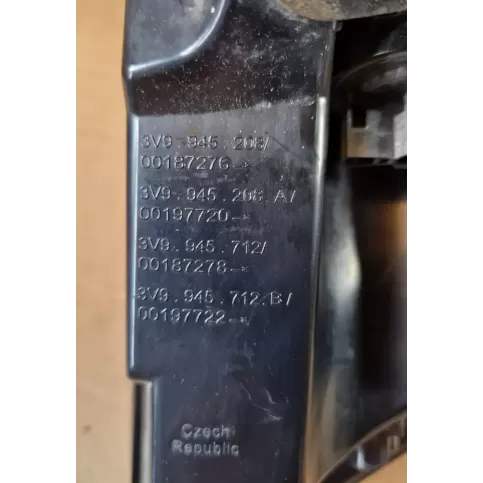 3V9.945.208/
00187276-*
3V9.945.208.A/
00197720-*
3V9.945.712/
00187278-*
3V9.945.712.B/
00197722-*
Czech
Republic